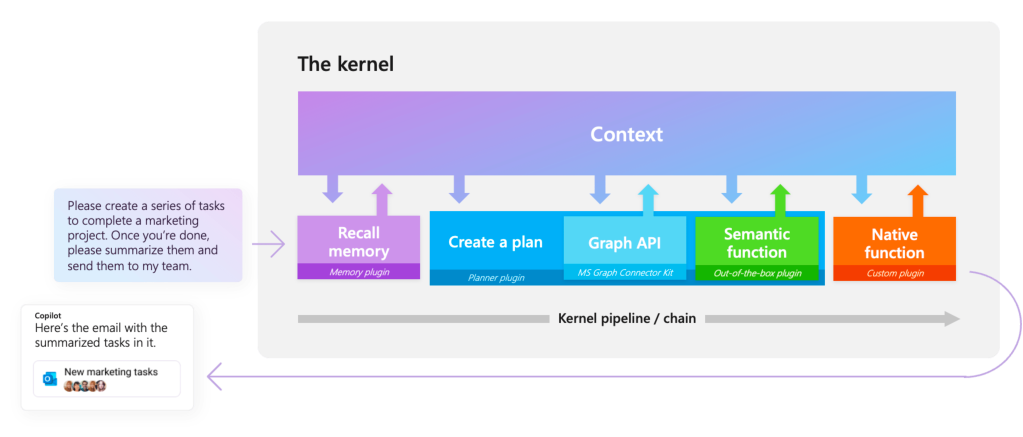 The kernel
Context
Please create a series of tasks
to complete a marketing
project. Once you're done,
please summarize them and
send them to my team.
Recall
memory
Memory plugin
Create a plan
Planner plugin
Graph API
MS Graph Connector Kit
Semantic
function
Out-of-the-box plugin
Native
function
Custom plugin
Kernel pipeline / chain
Copilot
Here's the email with the
summarized tasks in it.
New marketing tasks